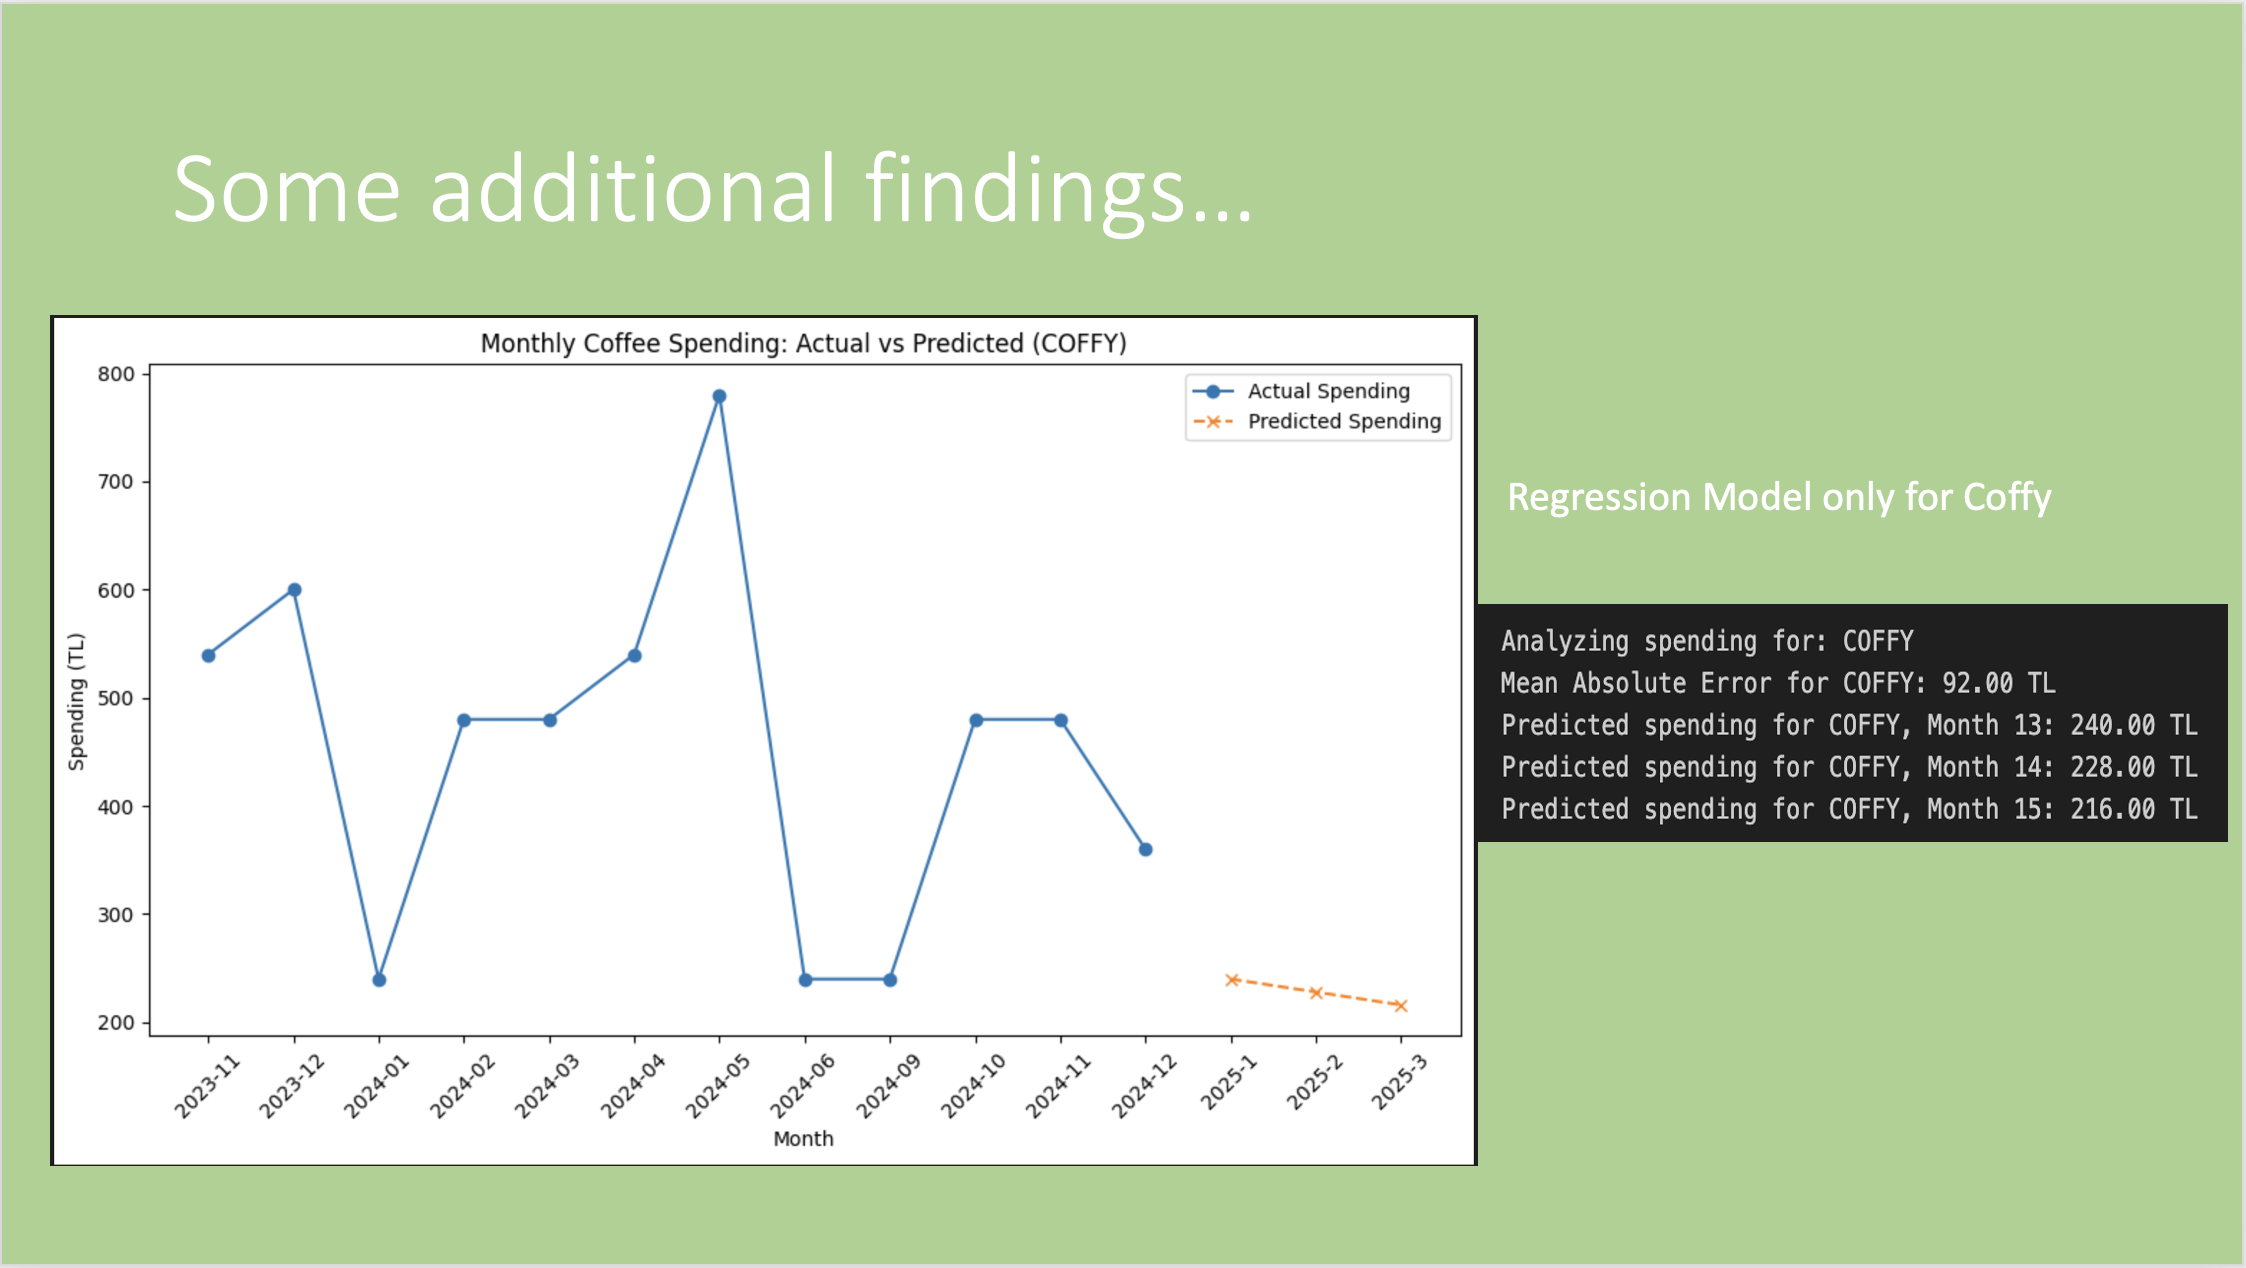 Some additional findings...
Monthly Coffee Spending: Actual vs Predicted (COFFY)
Actual Spending
Predicted Spending
800
700
600
500
400
300
200
Spending (TL)
2023-11
2023-12
2024-01
2024-02
2024-03
2024-04
2024-05
2024-06
2024-09
2024-10
2024-11
2024-12
2025-1
2025-2
2025-3
Month
Regression Model only for Coffy
Analyzing spending for: COFFY
Mean Absolute Error for COFFY: 92.00 TL
Predicted spending for COFFY, Month 13: 240.00 TL
Predicted spending for COFFY, Month 14: 228.00 TL
Predicted spending for COFFY, Month 15: 216.00 TL